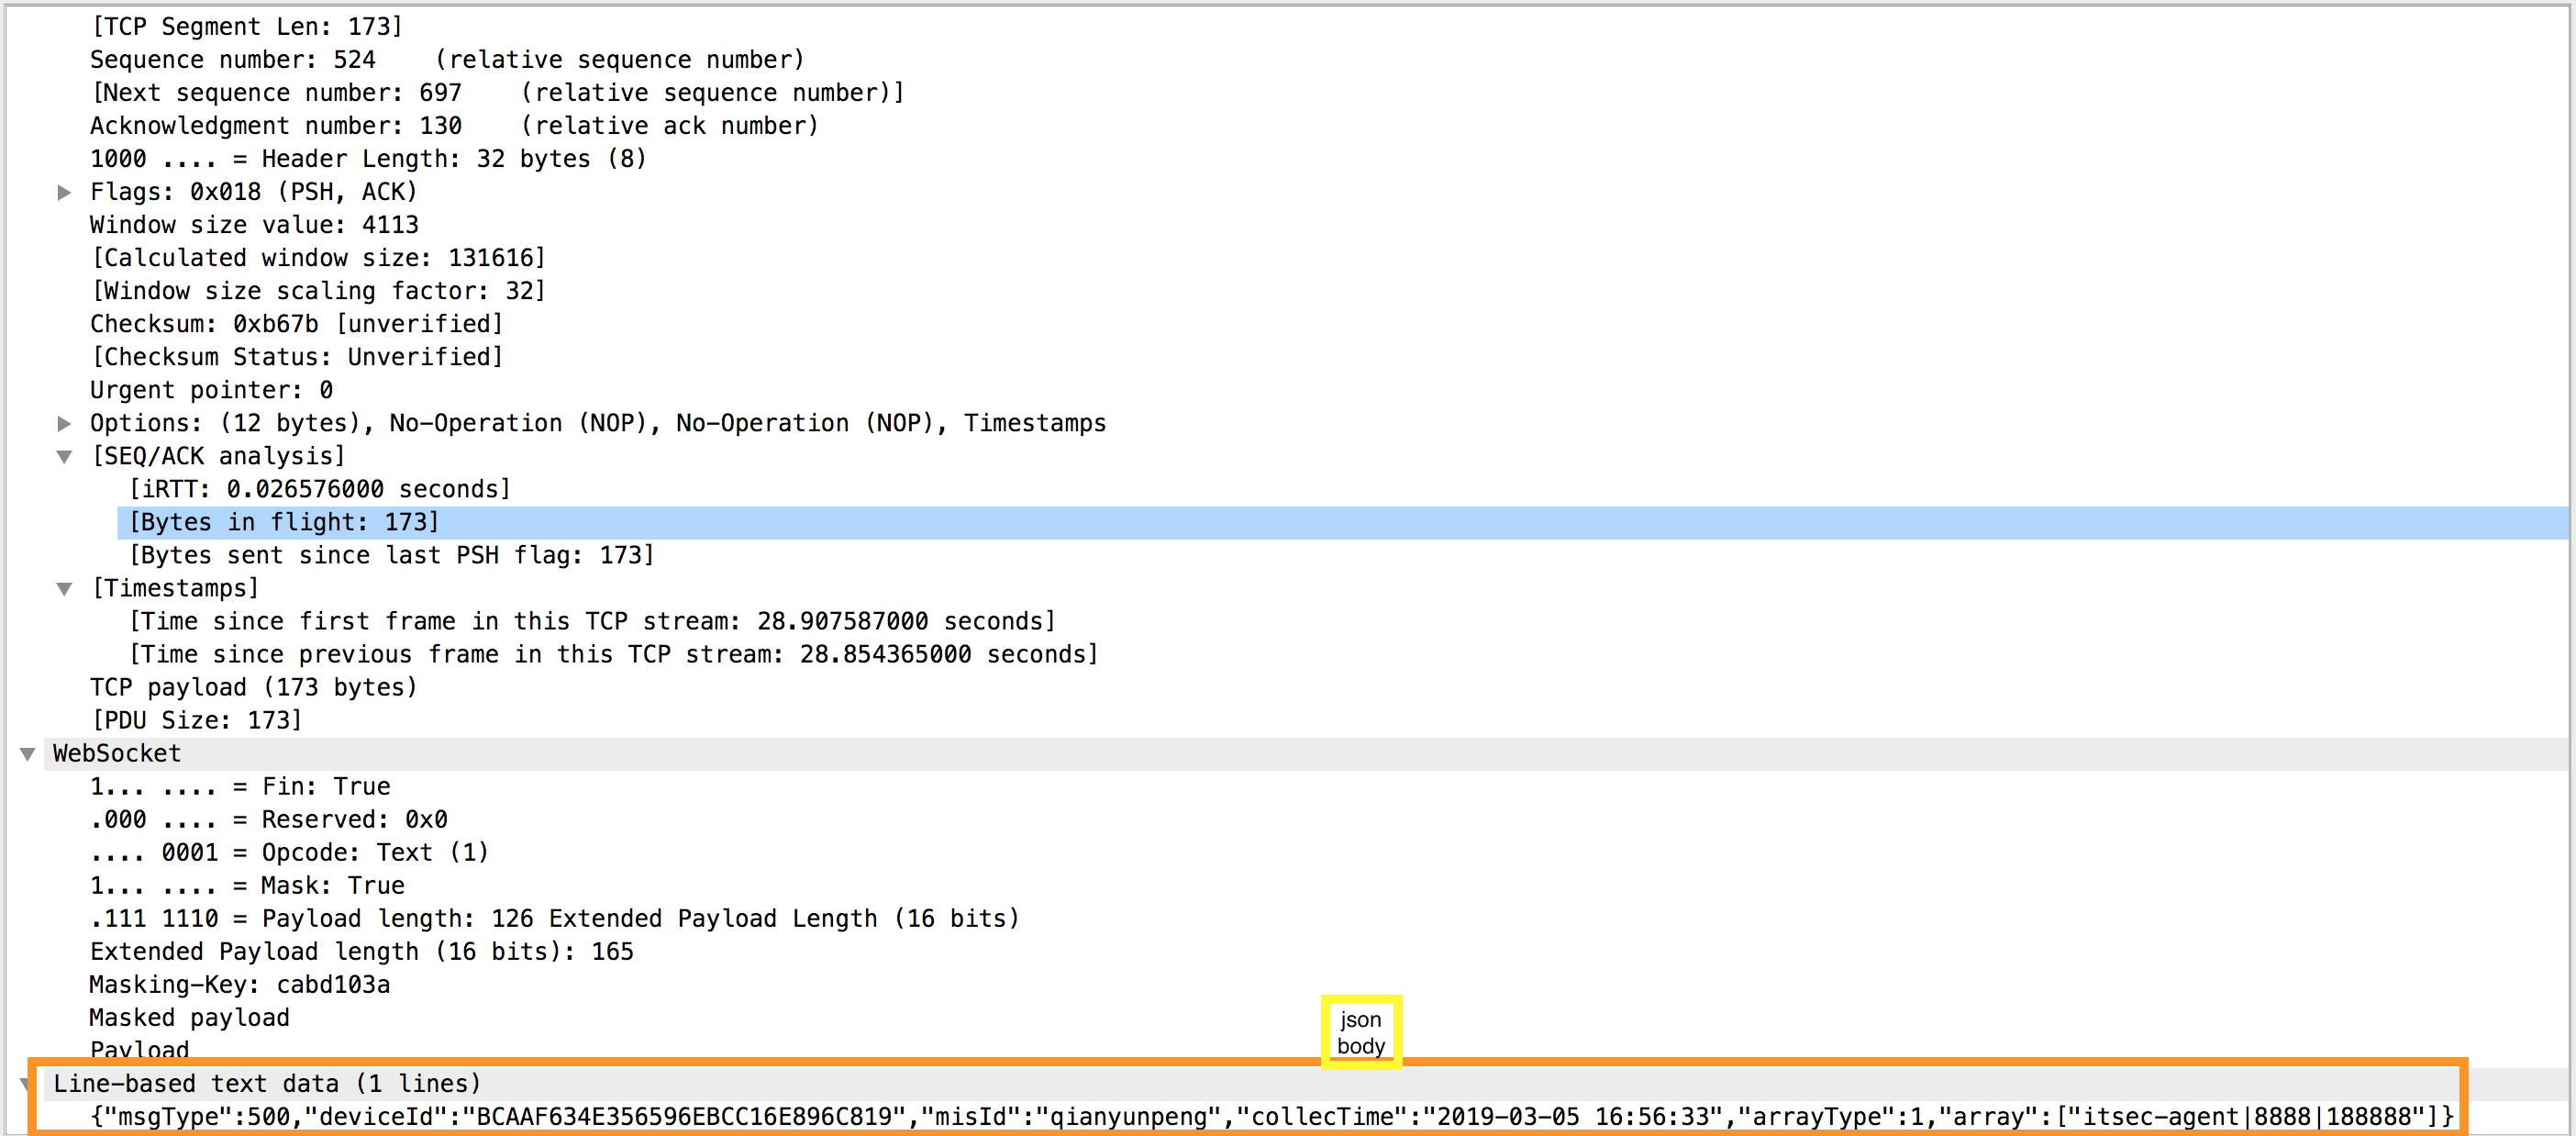 [TCP Segment Len: 173]
Sequence number: 524    (relative sequence number)
[Next sequence number: 697    (relative sequence number)]
Acknowledgment number: 130    (relative ack number)
1000 .... = Header Length: 32 bytes (8)
Flags: 0x018 (PSH, ACK)
Window size value: 4113
[Calculated window size: 131616]
[Window size scaling factor: 32]
Checksum: 0xb67b [unverified]
[Checksum Status: Unverified]
Urgent pointer: 0
Options: (12 bytes), No-Operation (NOP), No-Operation (NOP), Timestamps
[SEQ/ACK analysis]
[iRTT: 0.026576000 seconds]
[Bytes in flight: 173]
[Bytes sent since last PSH flag: 173]
[Timestamps]
[Time since first frame in this TCP stream: 28.907587000 seconds]
[Time since previous frame in this TCP stream: 28.854365000 seconds]
TCP payload (173 bytes)
[PDU Size: 173]
WebSocket
1... .... = Fin: True
.000 .... = Reserved: 0x0
.... 0001 = Opcode: Text (1)
1... .... = Mask: True
.111 1110 = Payload length: 126 Extended Payload Length (16 bits)
Extended Payload length (16 bits): 165
Masking-Key: cabd103a
Masked payload
json
body
Payload
Line-based text data (1 lines)
{"msgType":500,"deviceId":"BCAAF634E356596EBCC16E896C819","misId":"qianyunpeng","collecTime":"2019-03-05 16:56:33","arrayType":1,"array":["itsec-agent|8888|188888"]}